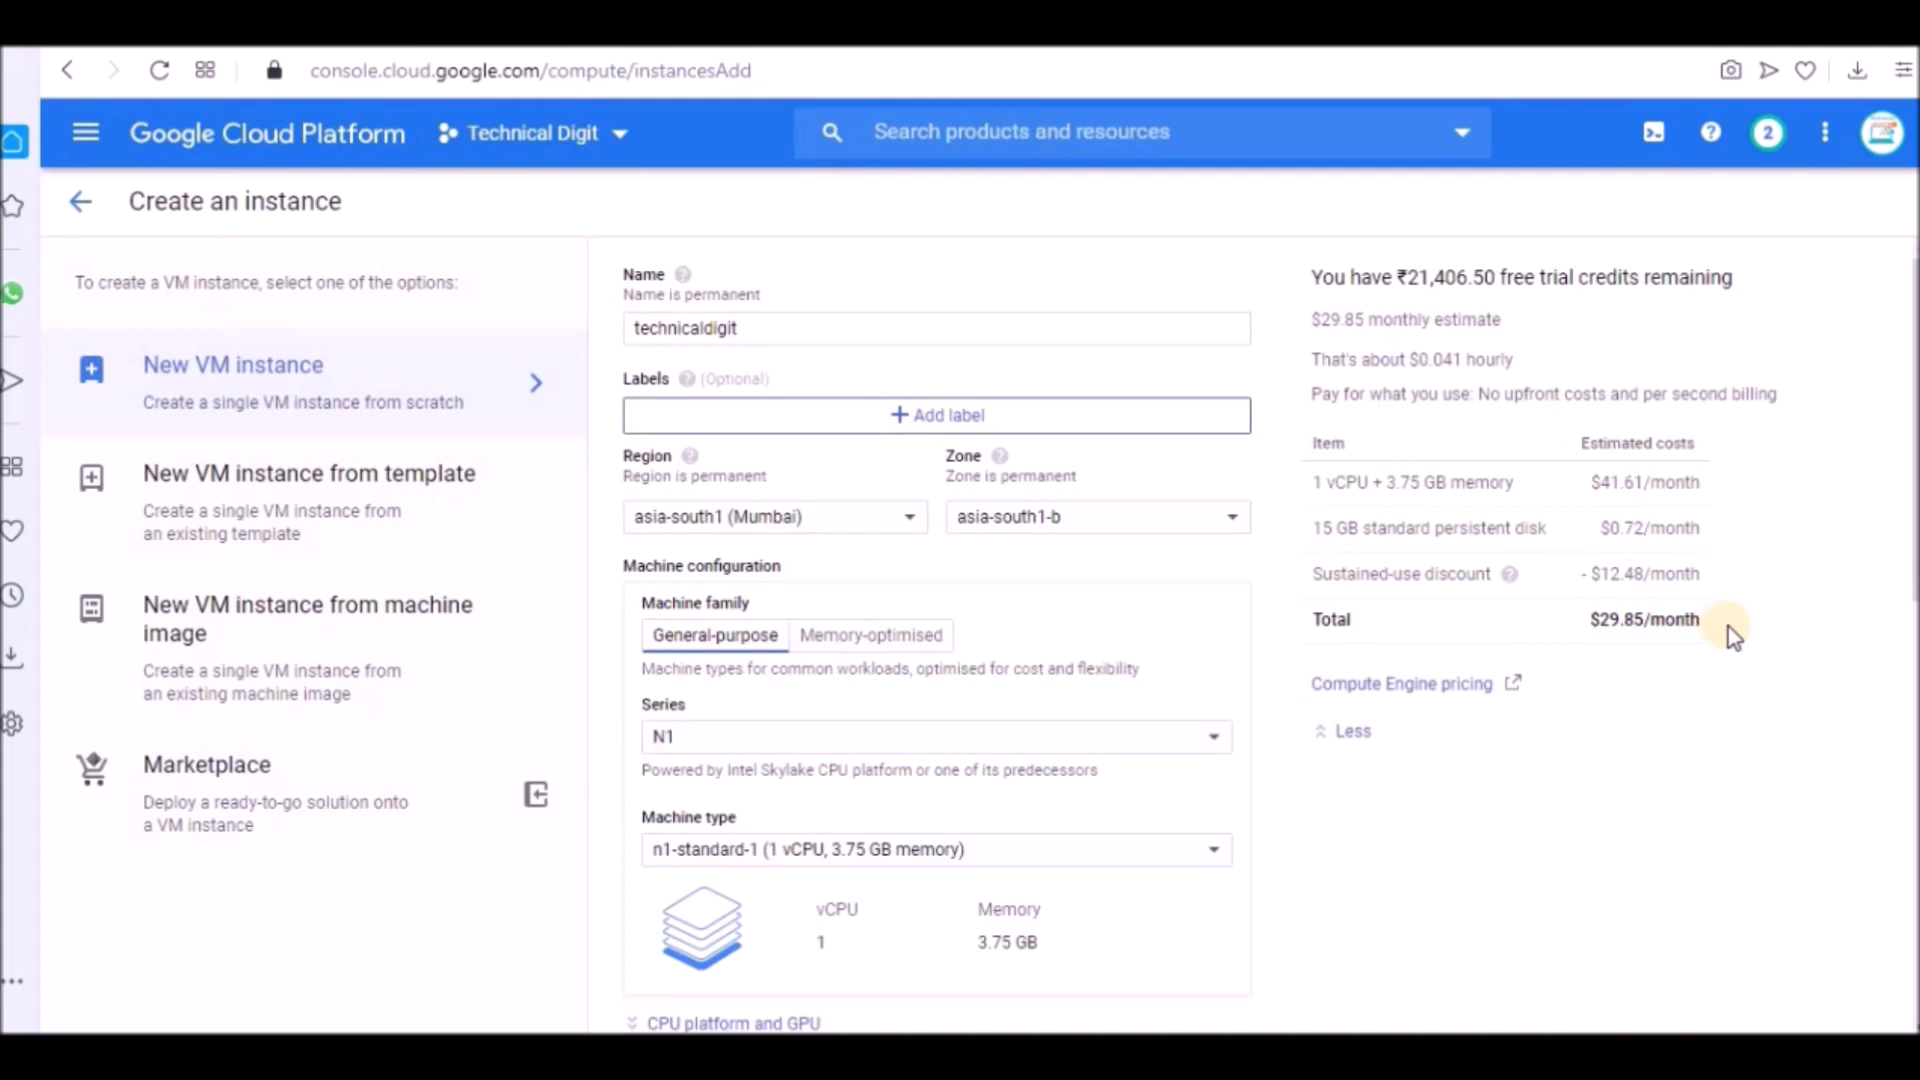 console.cloud.google.com/compute/instancesAdd
Google Cloud Platform
Technical Digit
Search products and resources
2
Create an instance
To create a VM instance, select one of the options:
New VM instance
Create a single VM instance from scratch
New VM instance from template
Create a single VM instance from
an existing template
New VM instance from machine
image
Create a single VM instance from
an existing machine image
Marketplace
Deploy a ready-to-go solution onto
a VM instance
Name
Name is permanent
technicaldigit
Labels (Optional)
Add label
Region
Region is permanent
asia-south1 (Mumbai)
Zone
Zone is permanent
asia-south1-b
Machine configuration
Machine family
General-purpose
Memory-optimised
Machine types for common workloads, optimised for cost and flexibility
Series
N1
Powered by Intel Skylake CPU platform or one of its predecessors
Machine type
n1-standard-1 (1 vCPU, 3.75 GB memory)
vCPU Memory
1 3.75 GB
CPU platform and GPU
You have ₹21,406.50 free trial credits remaining
$29.85 monthly estimate
That's about $0.041 hourly
Pay for what you use: No upfront costs and per second billing
Item Estimated costs
1 vCPU + 3.75 GB memory $41.61/month
15 GB standard persistent disk $0.72/month
Sustained-use discount - $12.48/month
Total $29.85/month
Compute Engine pricing
Less